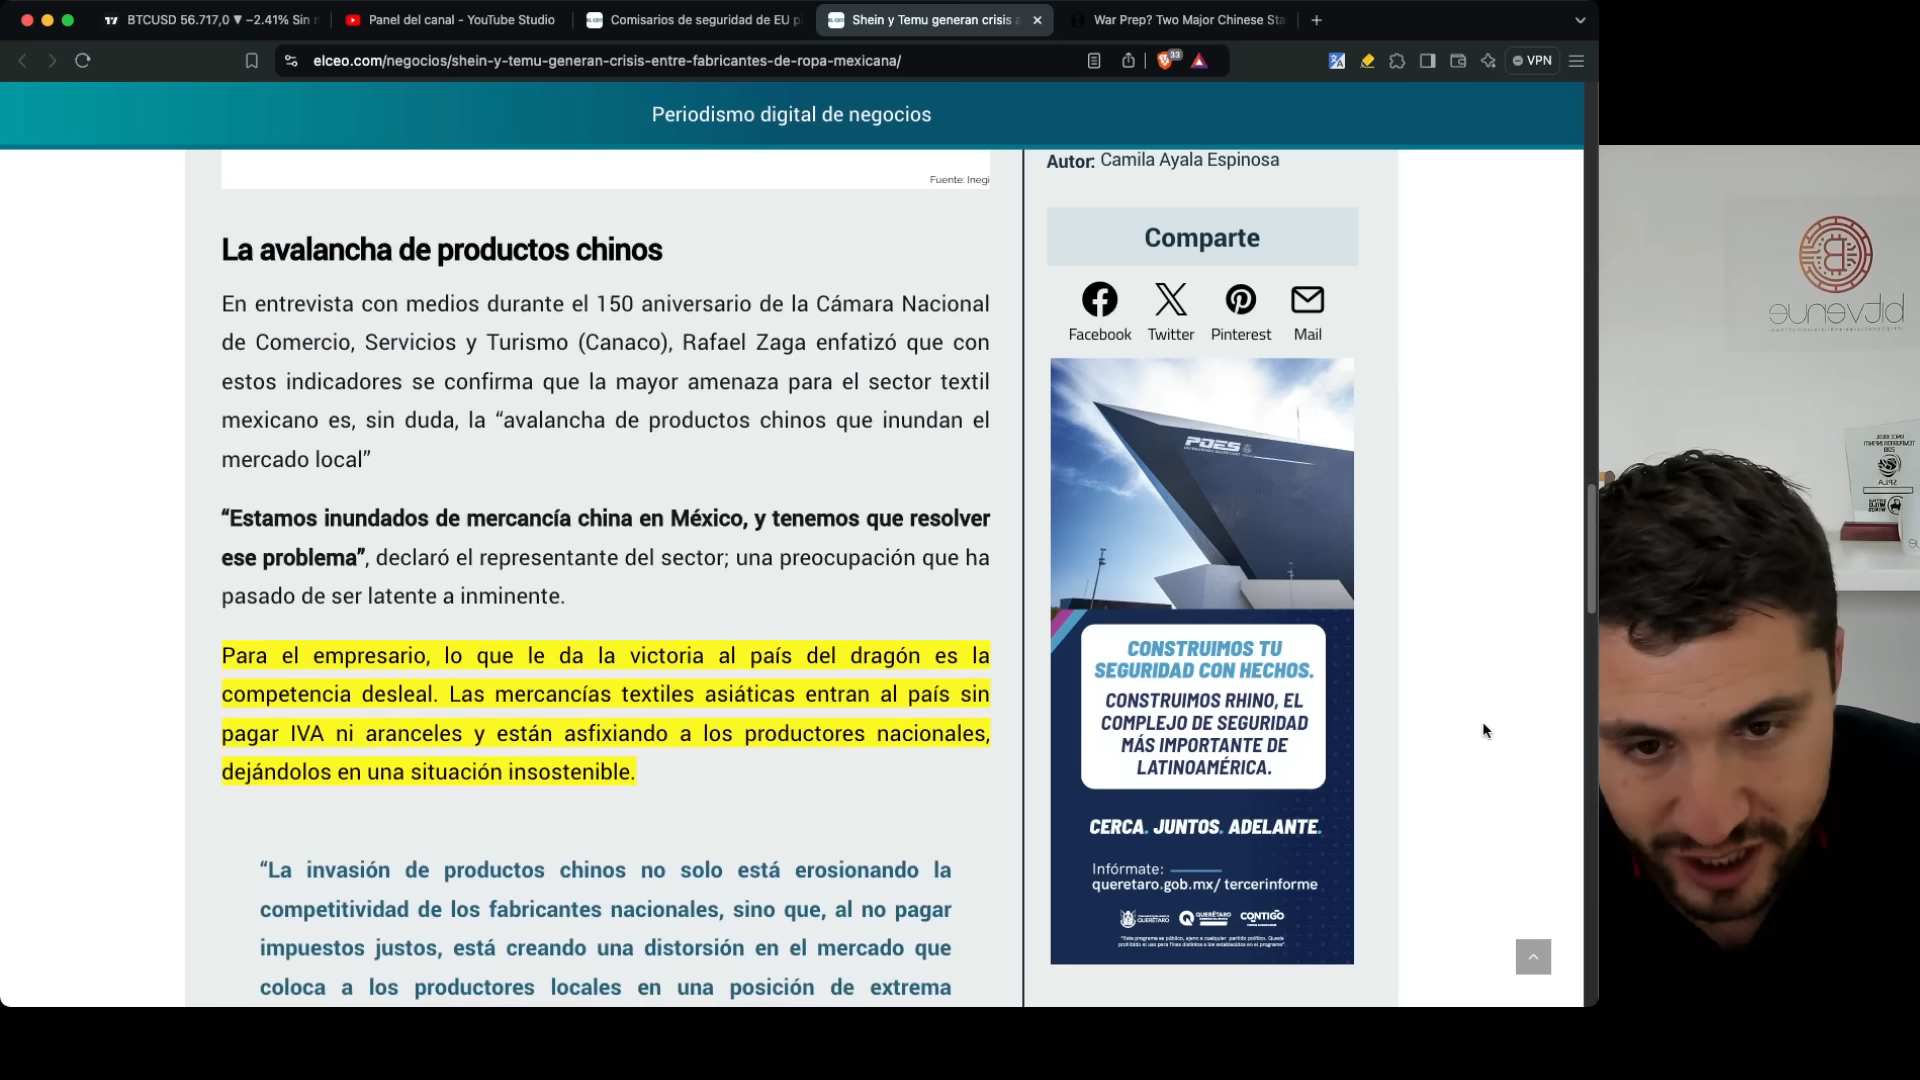 BTCUSD 56.717,0 ▼ −2.41% Sin n
Panel del canal - YouTube Studio
Comisarios de seguridad de EU p
Shein y Temu generan crisis a
War Prep? Two Major Chinese Sta
elceo.com/negocios/shein-y-temu-generan-crisis-entre-fabricantes-de-ropa-mexicana/
33
VPN
Periodismo digital de negocios
Fuente: Inegi
La avalancha de productos chinos
En entrevista con medios durante el 150 aniversario de la Cámara Nacional
de Comercio, Servicios y Turismo (Canaco), Rafael Zaga enfatizó que con
estos indicadores se confirma que la mayor amenaza para el sector textil
mexicano es, sin duda, la “avalancha de productos chinos que inundan el
mercado local”
“Estamos inundados de mercancía china en México, y tenemos que resolver
ese problema”, declaró el representante del sector; una preocupación que ha
pasado de ser latente a inminente.
Para el empresario, lo que le da la victoria al país del dragón es la
competencia desleal. Las mercancías textiles asiáticas entran al país sin
pagar IVA ni aranceles y están asfixiando a los productores nacionales,
dejándolos en una situación insostenible.
“La invasión de productos chinos no solo está erosionando la
competitividad de los fabricantes nacionales, sino que, al no pagar
impuestos justos, está creando una distorsión en el mercado que
coloca a los productores locales en una posición de extrema
Autor: Camila Ayala Espinosa
Comparte
Facebook Twitter Pinterest Mail
PDES
CONSTRUIMOS TU
SEGURIDAD CON HECHOS.
CONSTRUIMOS RHINO, EL
COMPLEJO DE SEGURIDAD
MÁS IMPORTANTE DE
LATINOAMÉRICA.
CERCA. JUNTOS. ADELANTE.
Infórmate:
queretaro.gob.mx/ tercerinforme
QUERÉTARO
QUERÉTARO
CONTIGO
bitevnue